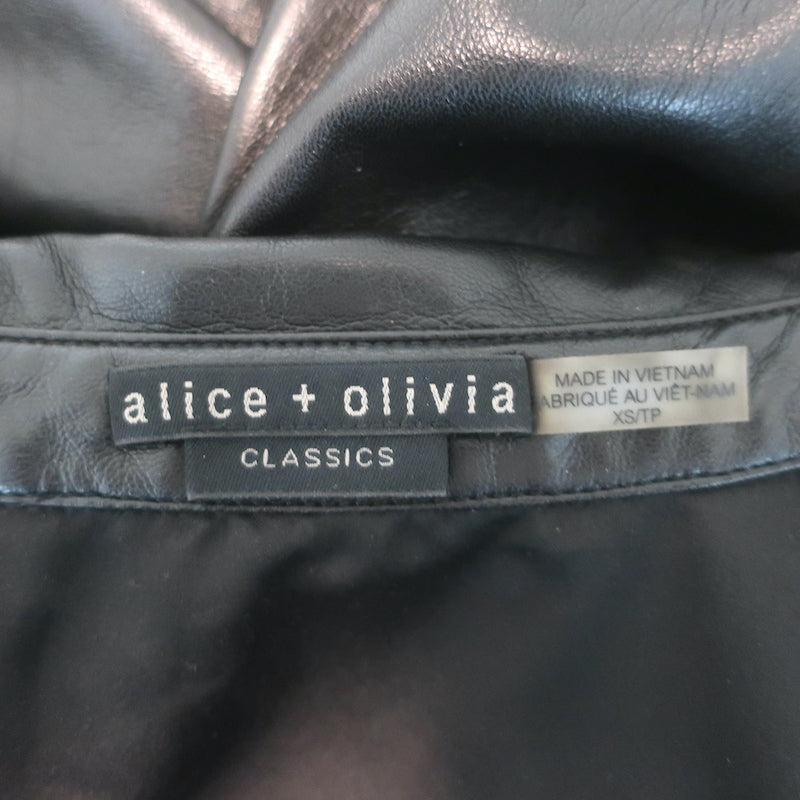 alice + olivia
CLASSICS
MADE IN VIETNAM
ABRIQUÉ AU VIÊT-NAM
XS/TP